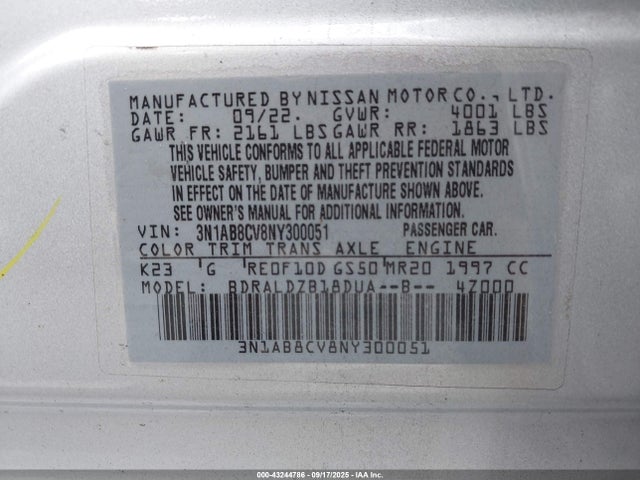 MANUFACTURED BY NISSAN MOTOR CO., LTD.
DATE: 09/22. GVWR: 4001 LBS
GAWR FR: 2161 LBS GAWR RR: 1863 LBS
THIS VEHICLE CONFORMS TO ALL APPLICABLE FEDERAL MOTOR
VEHICLE SAFETY, BUMPER AND THEFT PREVENTION STANDARDS
IN EFFECT ON THE DATE OF MANUFACTURE SHOWN ABOVE.
SEE OWNER'S MANUAL FOR ADDITIONAL INFORMATION.
VIN: 3N1AB8CV8NY300051 PASSENGER CAR.
COLOR TRIM TRANS AXLE ENGINE
K23 G RE0F10D GS50 MR20 1997 CC
MODEL: BDRALDZB18DUA--B-- 4Z000
3N1AB8CV8NY300051
000-43244786 - 09/17/2025 - IAA Inc.